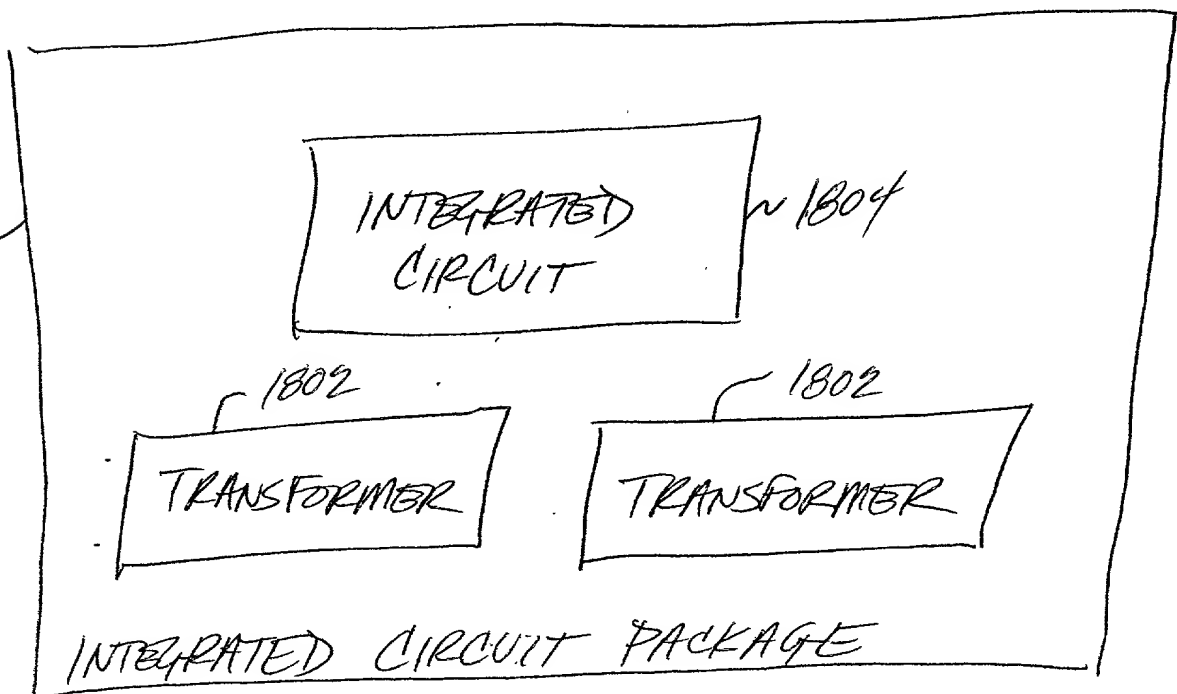 INTEGRATED
CIRCUIT
1804
1802
1802
TRANSFORMER
TRANSFORMER
INTEGRATED CIRCUIT PACKAGE